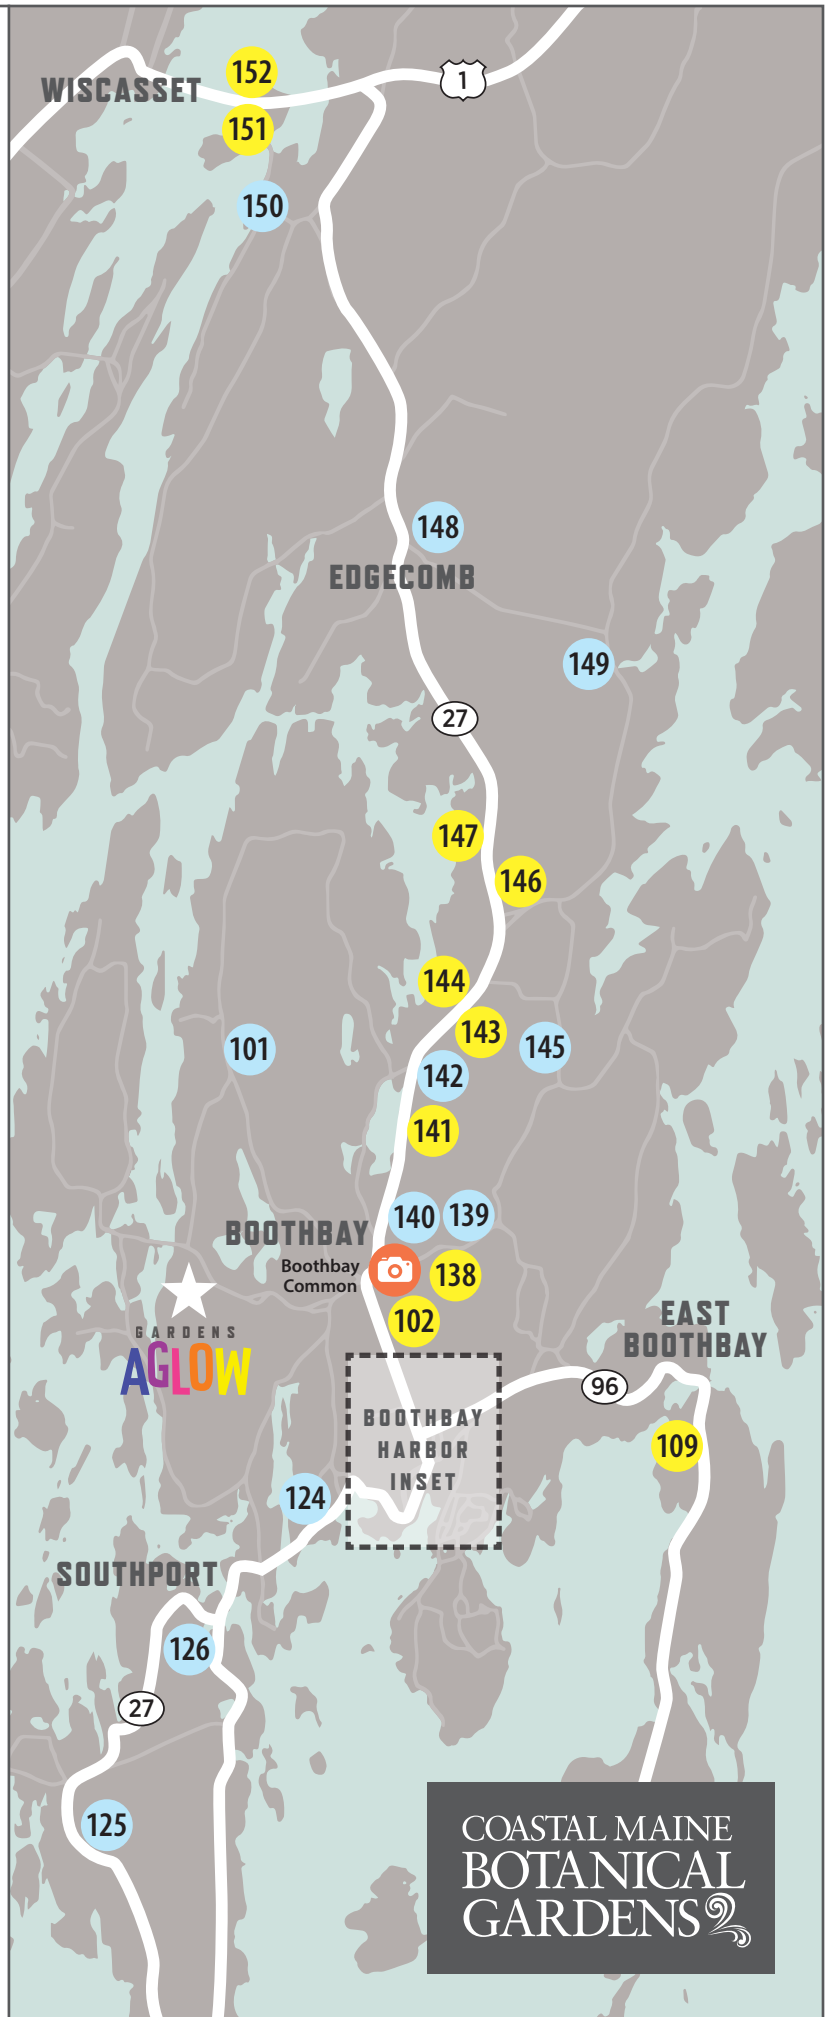 152
WISCASSET
1
151
150
148
EDGECOMB
149
27
147
146
144
143
145
101
142
141
140
139
BOOTHBAY
Boothbay
Common
138
102
GARDENS
AGLOW
EAST
BOOTHBAY
96
BOOTHBAY
HARBOR
INSET
109
124
SOUTHPORT
126
27
125
COASTAL MAINE
BOTANICAL
GARDENS